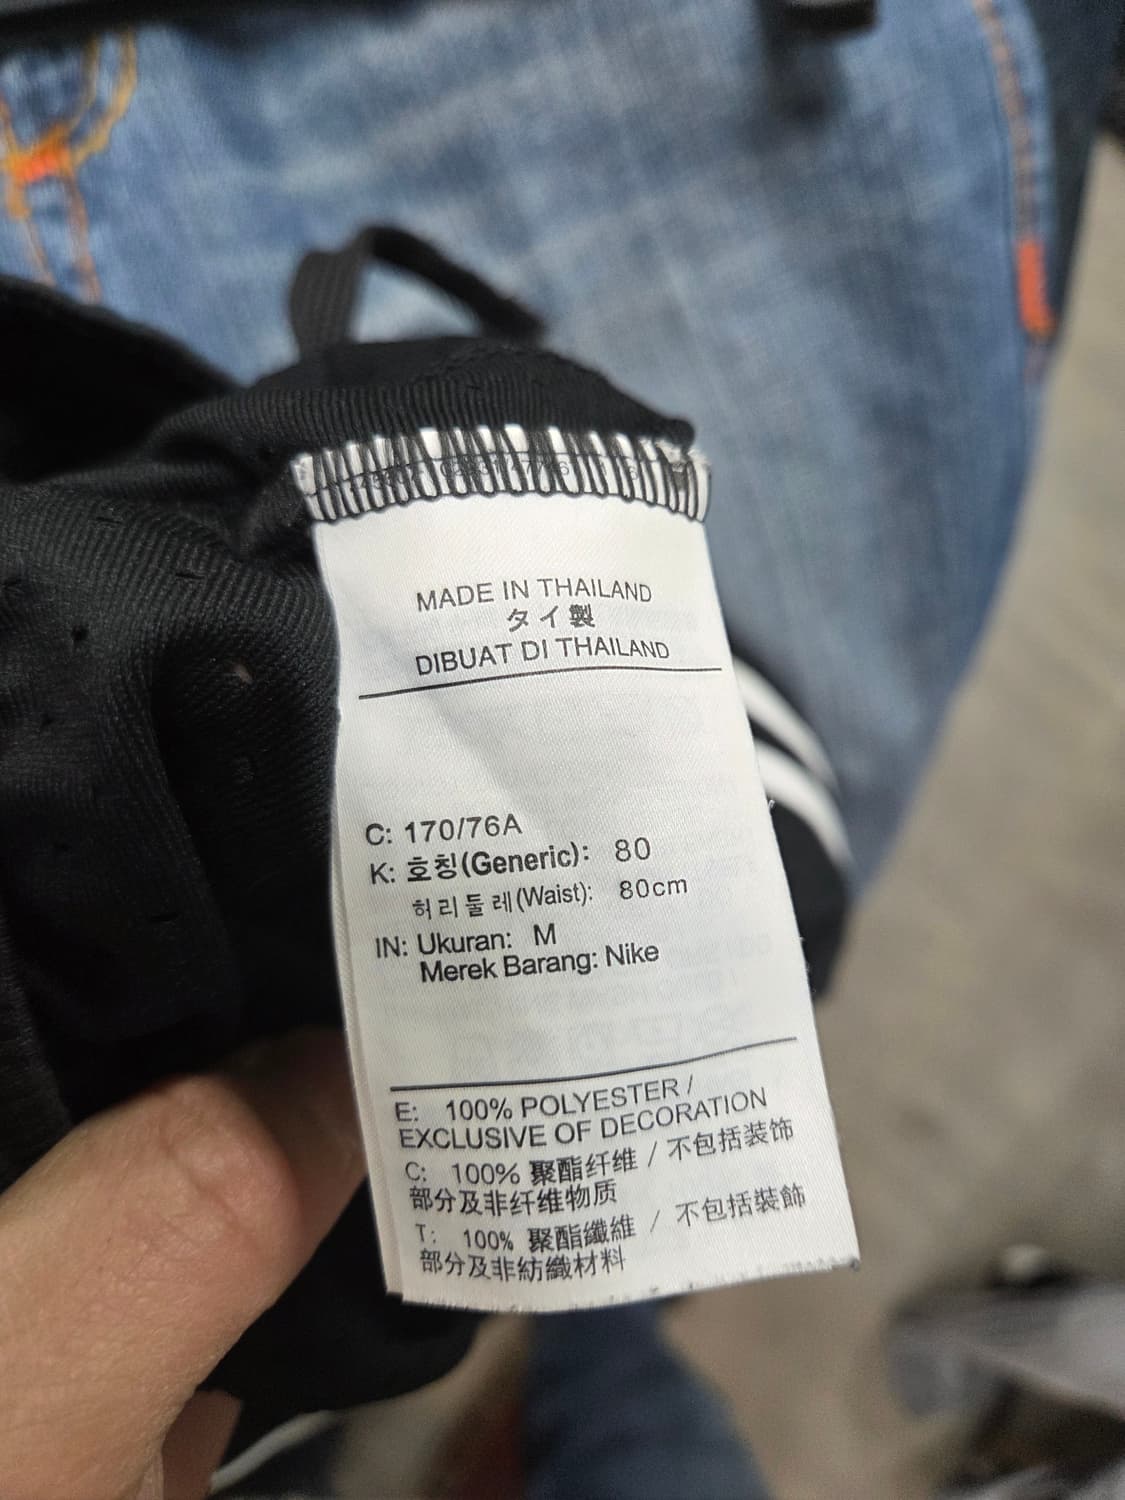 MADE IN THAILAND
タイ製
DIBUAT DI THAILAND
C: 170/76A
K: 호칭(Generic): 80
허리둘레(Waist): 80cm
IN: Ukuran: M
Merek Barang: Nike
E: 100% POLYESTER /
EXCLUSIVE OF DECORATION
C: 100% 聚酯纤维 / 不包括装饰
部分及非纤维物质
T: 100% 聚酯纖維 / 不包括裝飾
部分及非紡織材料